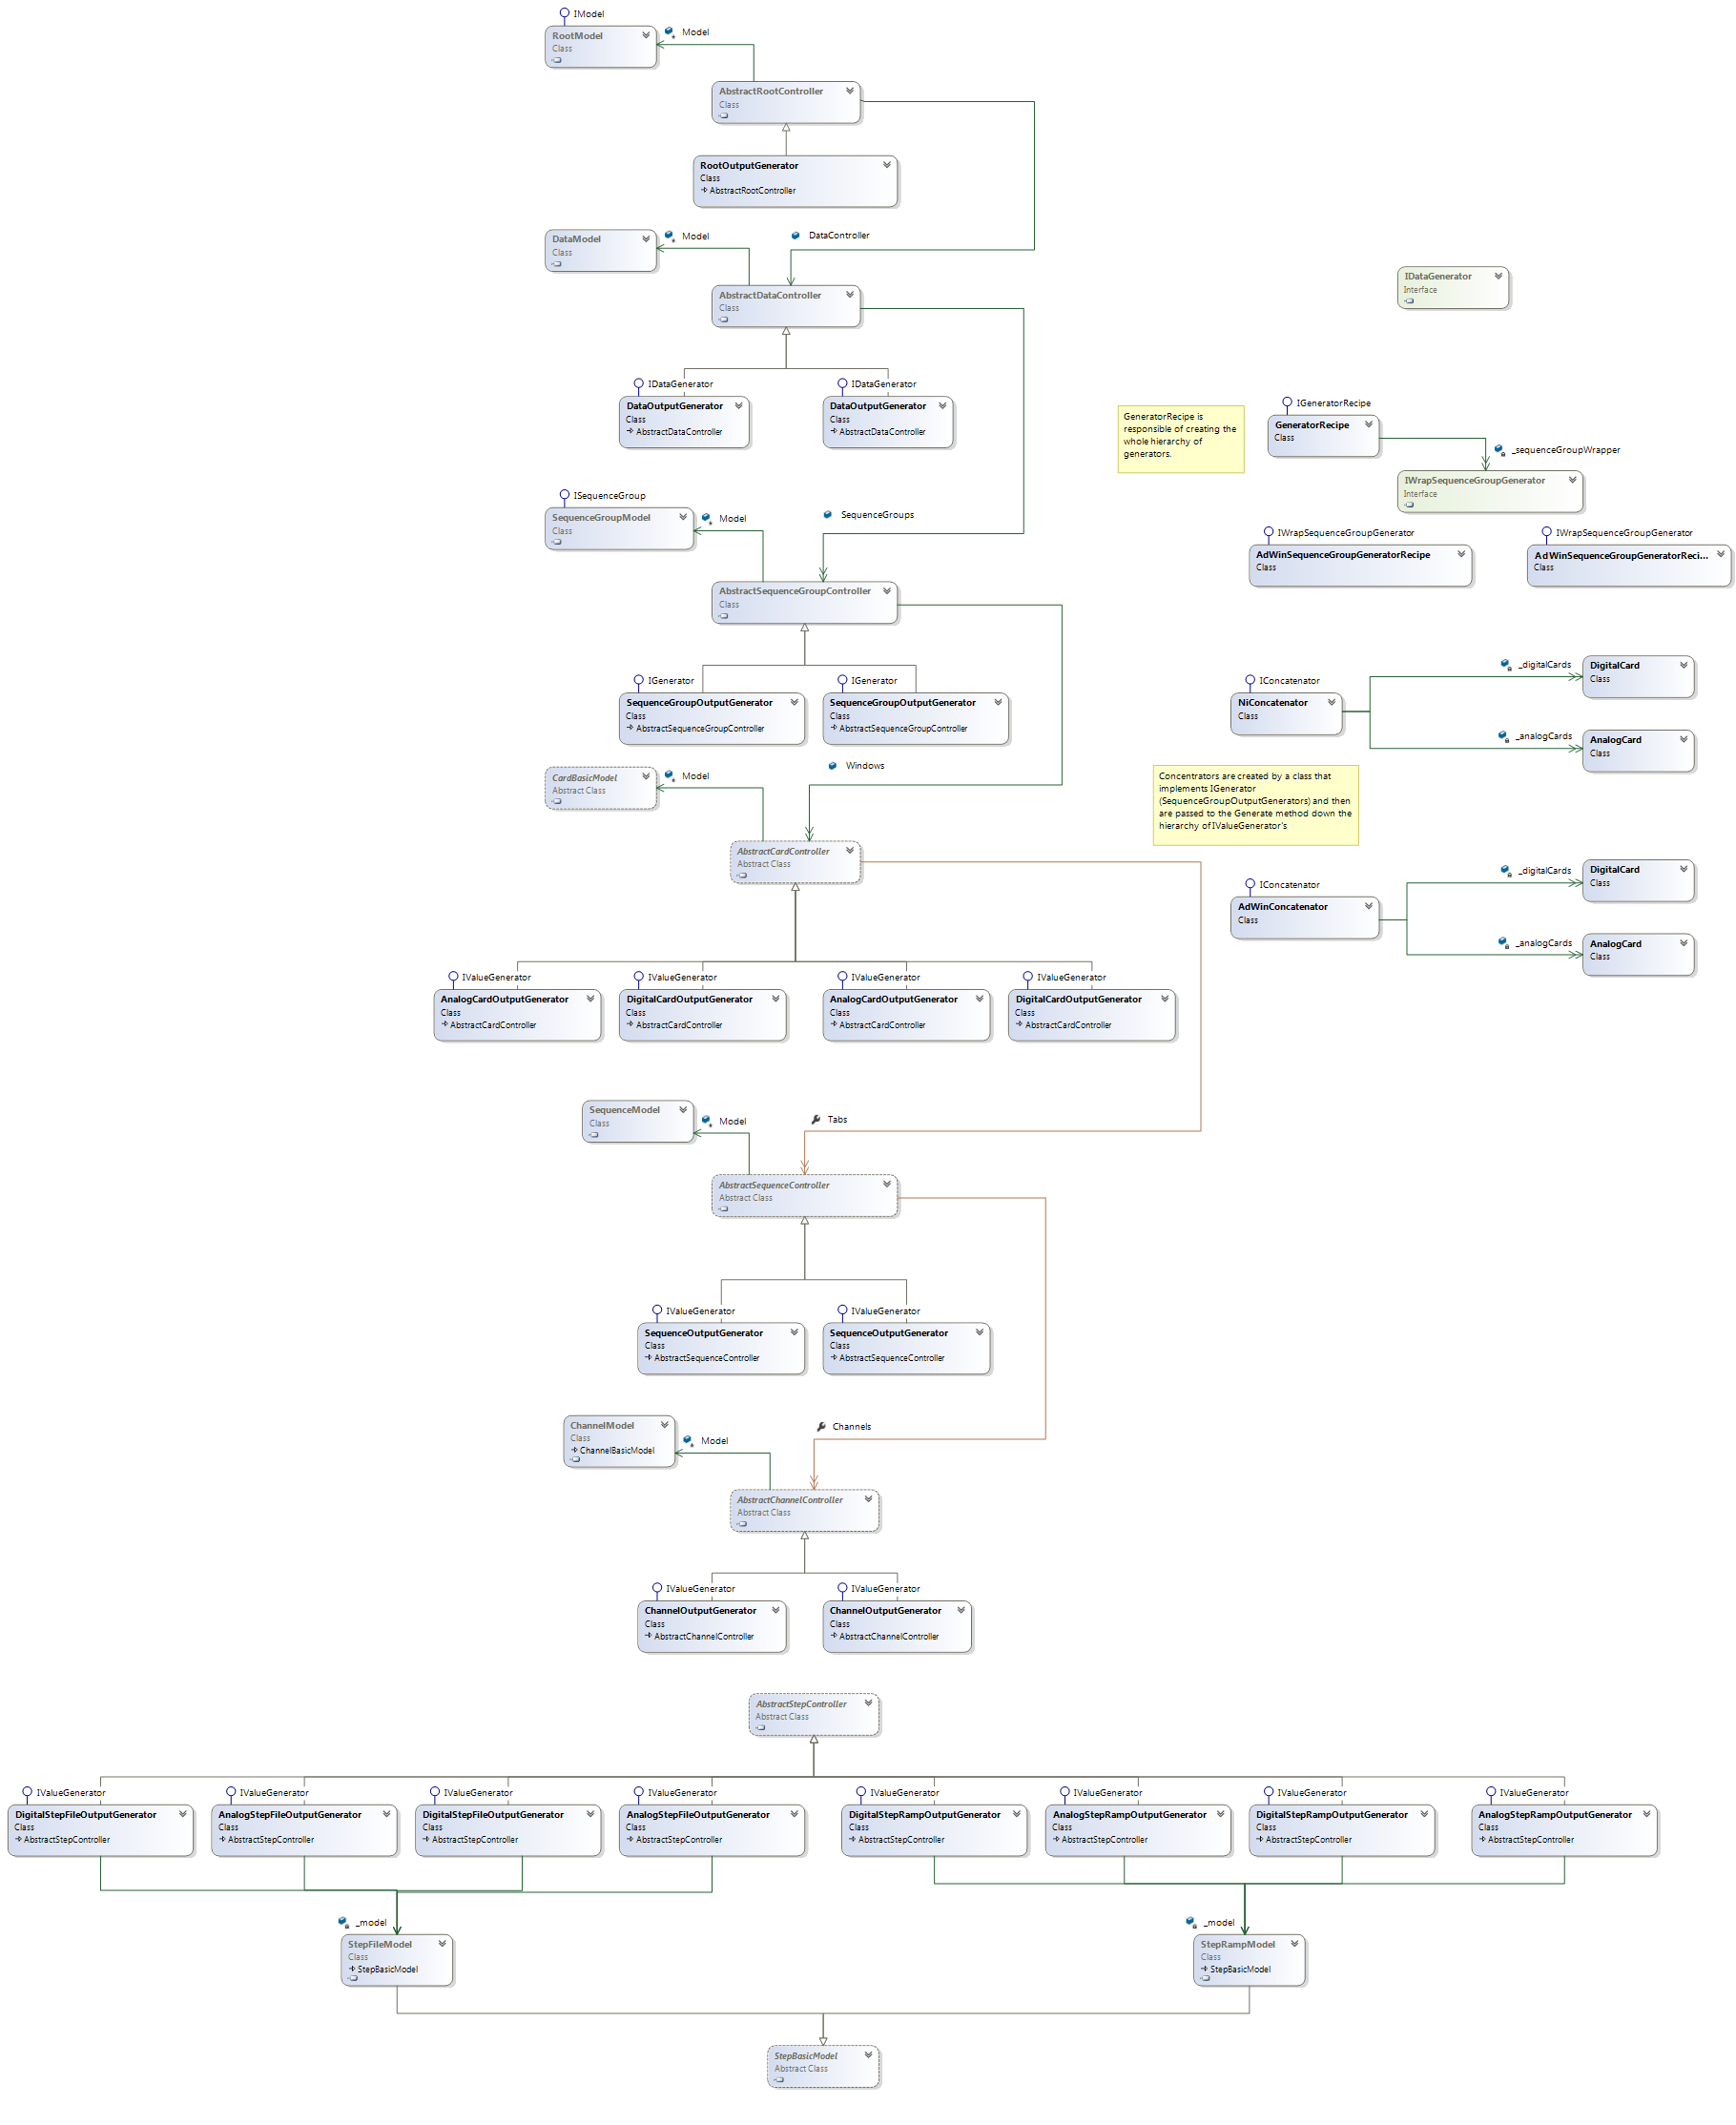 IModel
RootModel
Class
Model
AbstractRootController
Class
RootOutputGenerator
Class
AbstractRootController
DataModel
Class
Model
DataController
AbstractDataController
Class
IDataGenerator
Interface
IDataGenerator
DataOutputGenerator
Class
AbstractDataController
IDataGenerator
DataOutputGenerator
Class
AbstractDataController
GeneratorRecipe is
responsible of creating the
whole hierarchy of
generators.
IGeneratorRecipe
GeneratorRecipe
Class
_sequenceGroupWrapper
IWrapSequenceGroupGenerator
Interface
ISequenceGroup
SequenceGroupModel
Class
Model
SequenceGroups
IWrapSequenceGroupGenerator
AdWinSequenceGroupGeneratorRecipe
Class
IWrapSequenceGroupGenerator
AdWinSequenceGroupGeneratorReci...
Class
AbstractSequenceGroupController
Class
IGenerator
SequenceGroupOutputGenerator
Class
AbstractSequenceGroupController
IGenerator
SequenceGroupOutputGenerator
Class
AbstractSequenceGroupController
IConcatenator
NiConcatenator
Class
_digitalCards
DigitalCard
Class
_analogCards
AnalogCard
Class
CardBasicModel
Abstract Class
Model
Windows
Concentrators are created by a class that
implements IGenerator
(SequenceGroupOutputGenerators) and then
are passed to the Generate method down the
hierarchy of IValueGenerator's
AbstractCardController
Abstract Class
IConcatenator
AdWinConcatenator
Class
_digitalCards
DigitalCard
Class
_analogCards
AnalogCard
Class
IValueGenerator
AnalogCardOutputGenerator
Class
AbstractCardController
IValueGenerator
DigitalCardOutputGenerator
Class
AbstractCardController
IValueGenerator
AnalogCardOutputGenerator
Class
AbstractCardController
IValueGenerator
DigitalCardOutputGenerator
Class
AbstractCardController
SequenceModel
Class
Model
Tabs
AbstractSequenceController
Abstract Class
IValueGenerator
SequenceOutputGenerator
Class
AbstractSequenceController
IValueGenerator
SequenceOutputGenerator
Class
AbstractSequenceController
ChannelModel
Class
ChannelBasicModel
Model
Channels
AbstractChannelController
Abstract Class
IValueGenerator
ChannelOutputGenerator
Class
AbstractChannelController
IValueGenerator
ChannelOutputGenerator
Class
AbstractChannelController
AbstractStepController
Abstract Class
IValueGenerator
DigitalStepFileOutputGenerator
Class
AbstractStepController
IValueGenerator
AnalogStepFileOutputGenerator
Class
AbstractStepController
IValueGenerator
DigitalStepFileOutputGenerator
Class
AbstractStepController
IValueGenerator
AnalogStepFileOutputGenerator
Class
AbstractStepController
IValueGenerator
DigitalStepRampOutputGenerator
Class
AbstractStepController
IValueGenerator
AnalogStepRampOutputGenerator
Class
AbstractStepController
IValueGenerator
DigitalStepRampOutputGenerator
Class
AbstractStepController
IValueGenerator
AnalogStepRampOutputGenerator
Class
AbstractStepController
_model
StepFileModel
Class
StepBasicModel
_model
StepRampModel
Class
StepBasicModel
StepBasicModel
Abstract Class